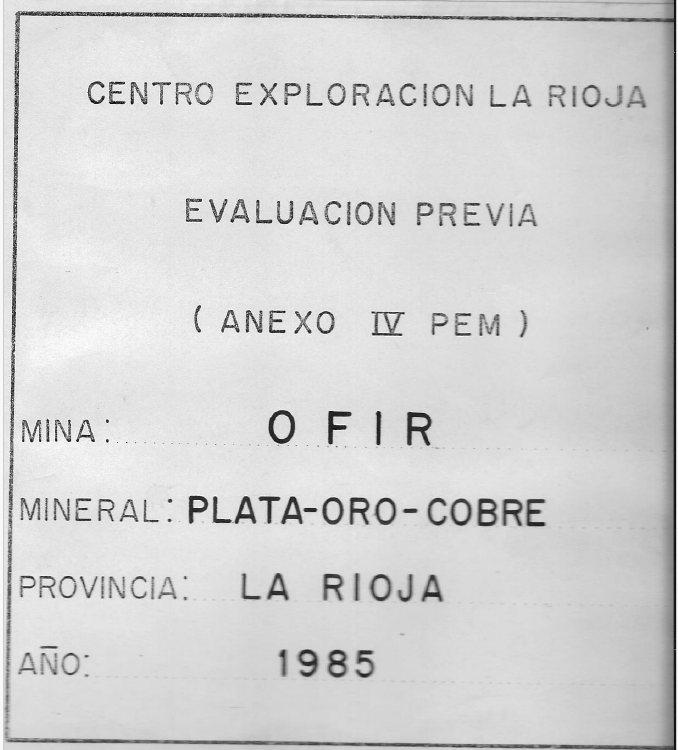 CENTRO EXPLORACION LA RIOJA
EVALUACION PREVIA
( ANEXO IV PEM )
MINA: OFIR
MINERAL: PLATA-ORO-COBRE
PROVINCIA: LA RIOJA
AÑO: 1985